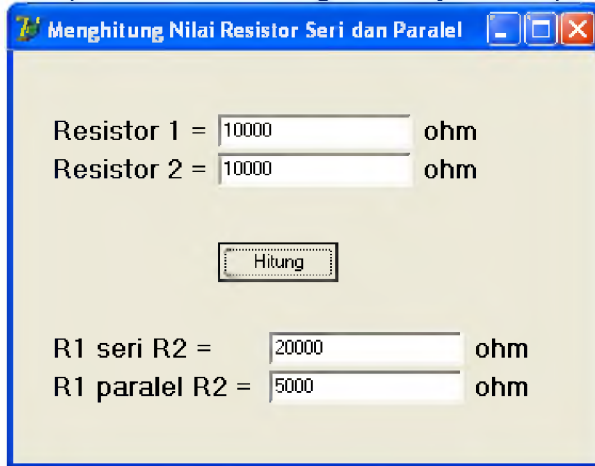 Menghitung Nilai Resistor Seri dan Paralel
Resistor 1 = 10000 ohm
Resistor 2 = 10000 ohm
Hitung
R1 seri R2 = 20000 ohm
R1 paralel R2 = 5000 ohm